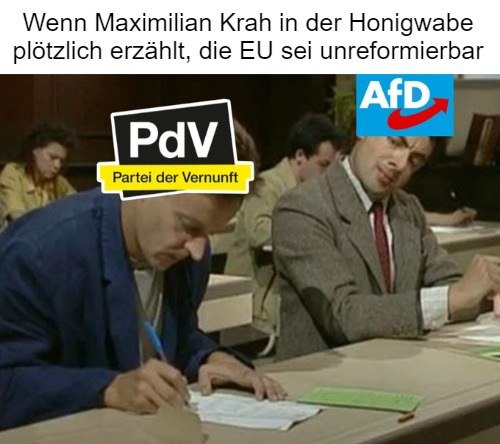 Wenn Maximilian Krah in der Honigwabe
plötzlich erzählt, die EU sei unreformierbar
AfD
PdV
Partei der Vernunft